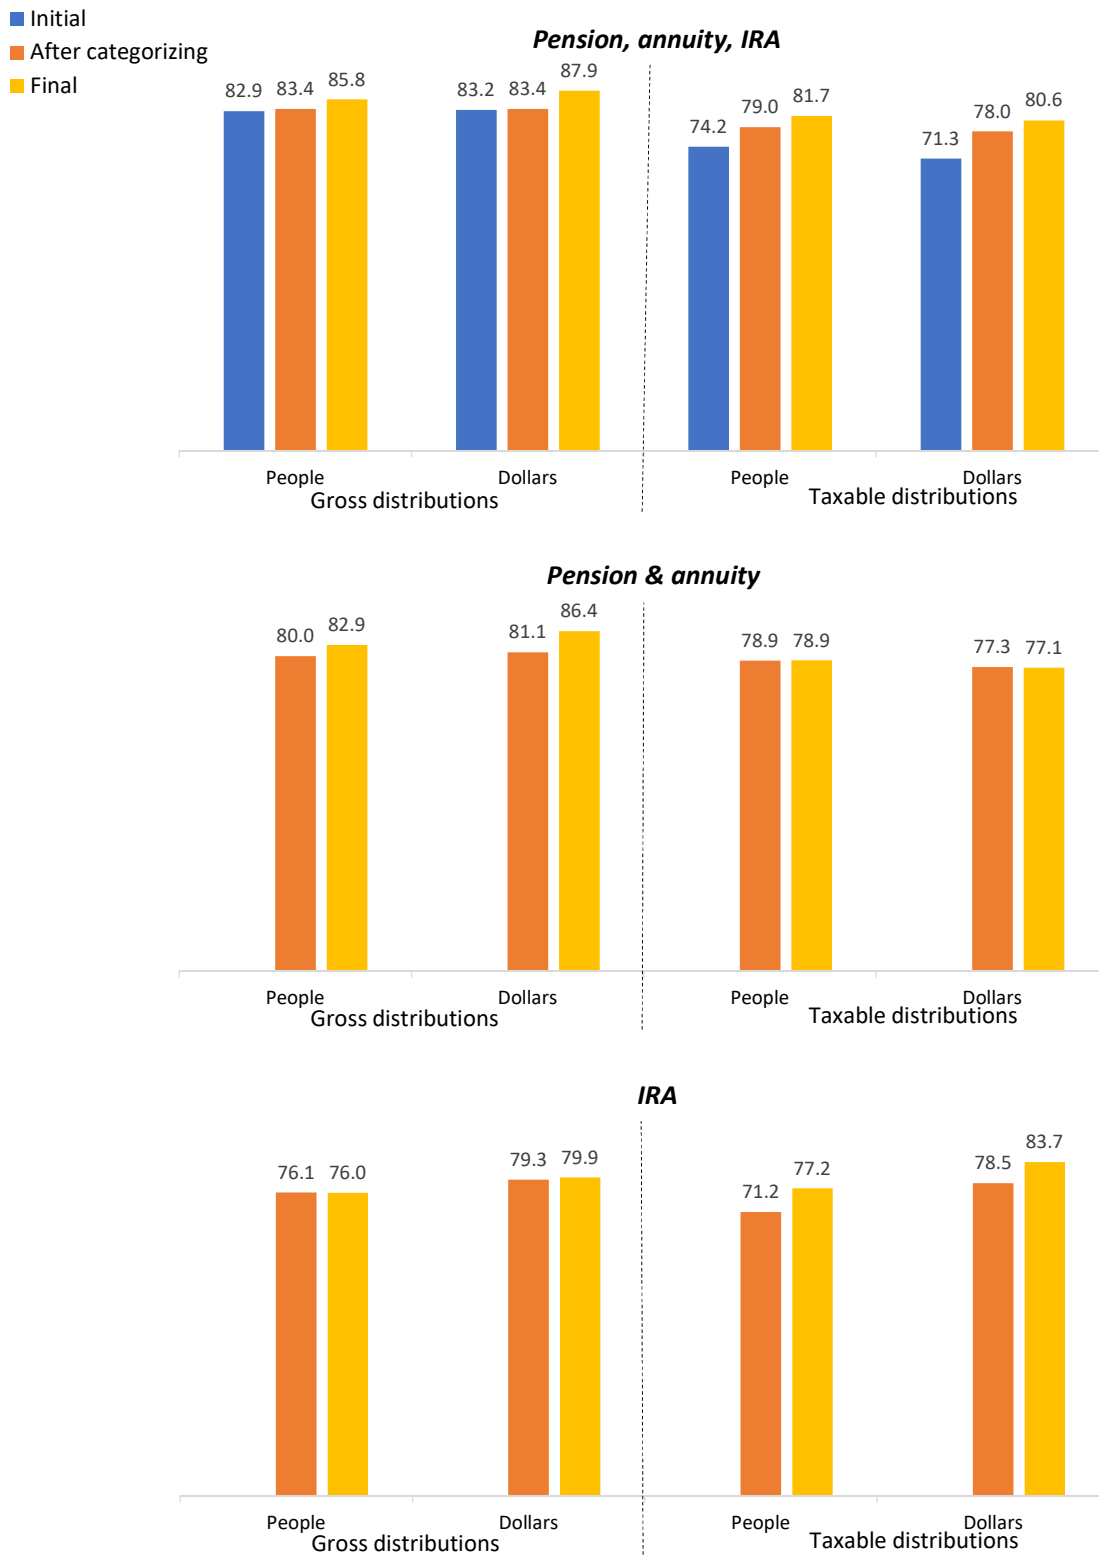 Initial
After categorizing
Final
Pension, annuity, IRA
82.9 83.4 85.8 83.2 83.4 87.9 74.2 79.0 81.7 71.3 78.0 80.6
People Dollars People Dollars
Gross distributions Taxable distributions
Pension & annuity
80.0 82.9 81.1 86.4 78.9 78.9 77.3 77.1
People Dollars People Dollars
Gross distributions Taxable distributions
IRA
76.1 76.0 79.3 79.9 71.2 77.2 78.5 83.7
People Dollars People Dollars
Gross distributions Taxable distributions